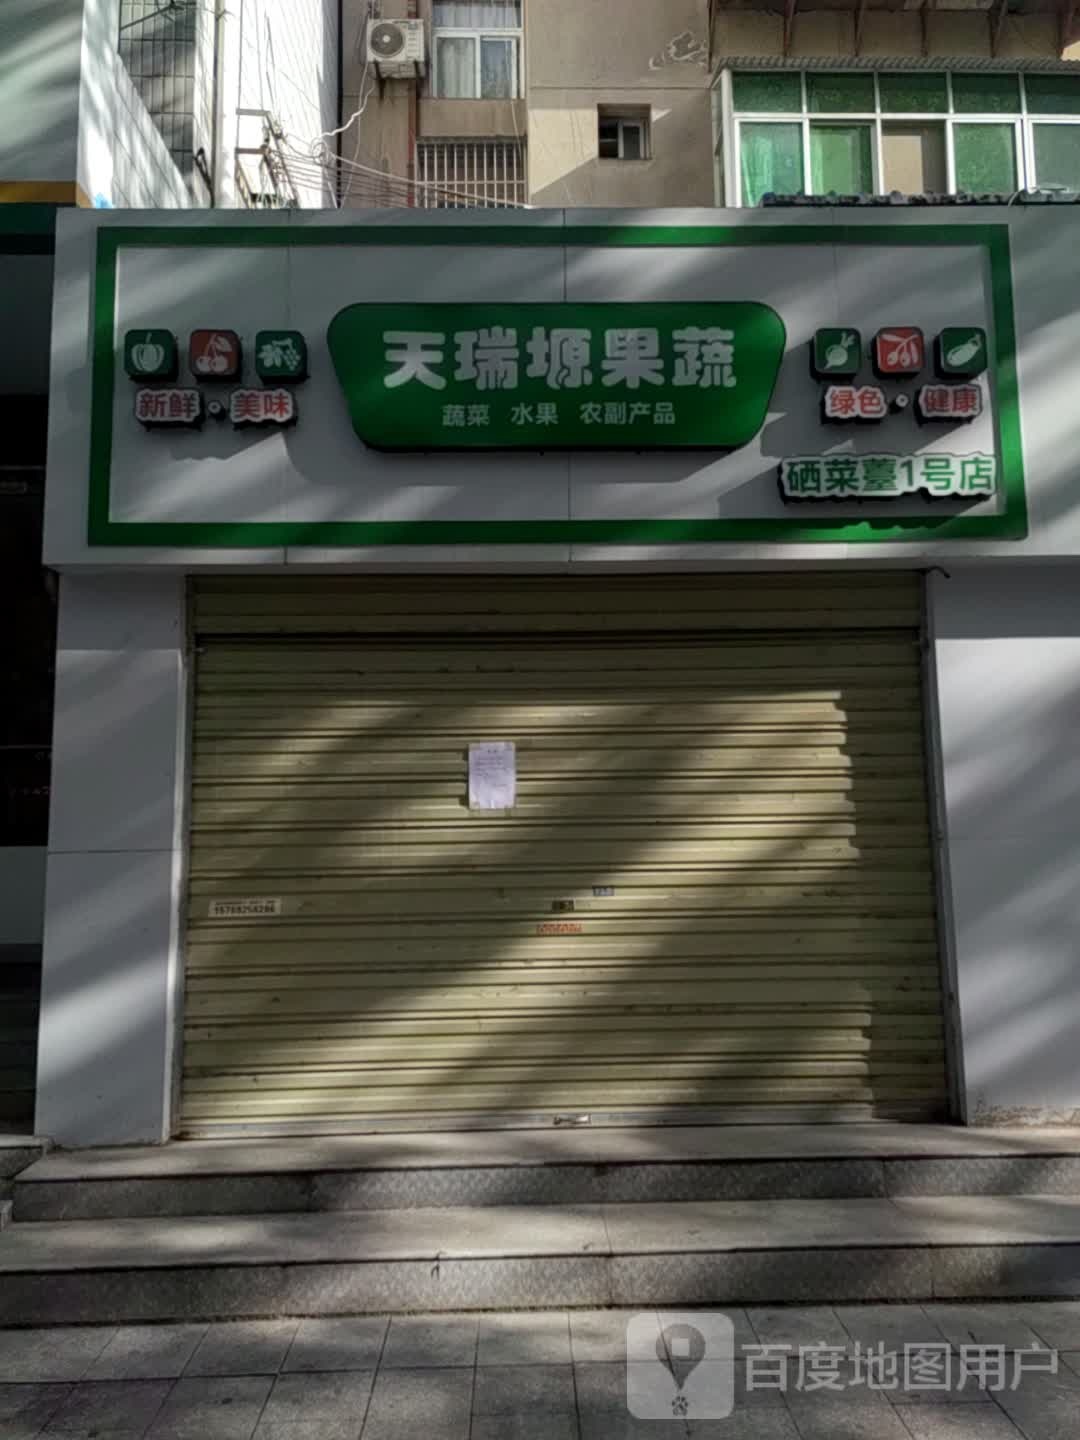 天瑞塬果蔬
蔬菜 水果 农副产品
新鲜·美味
绿色·健康
硒菜薹1号店
15769258286
百度地图用户